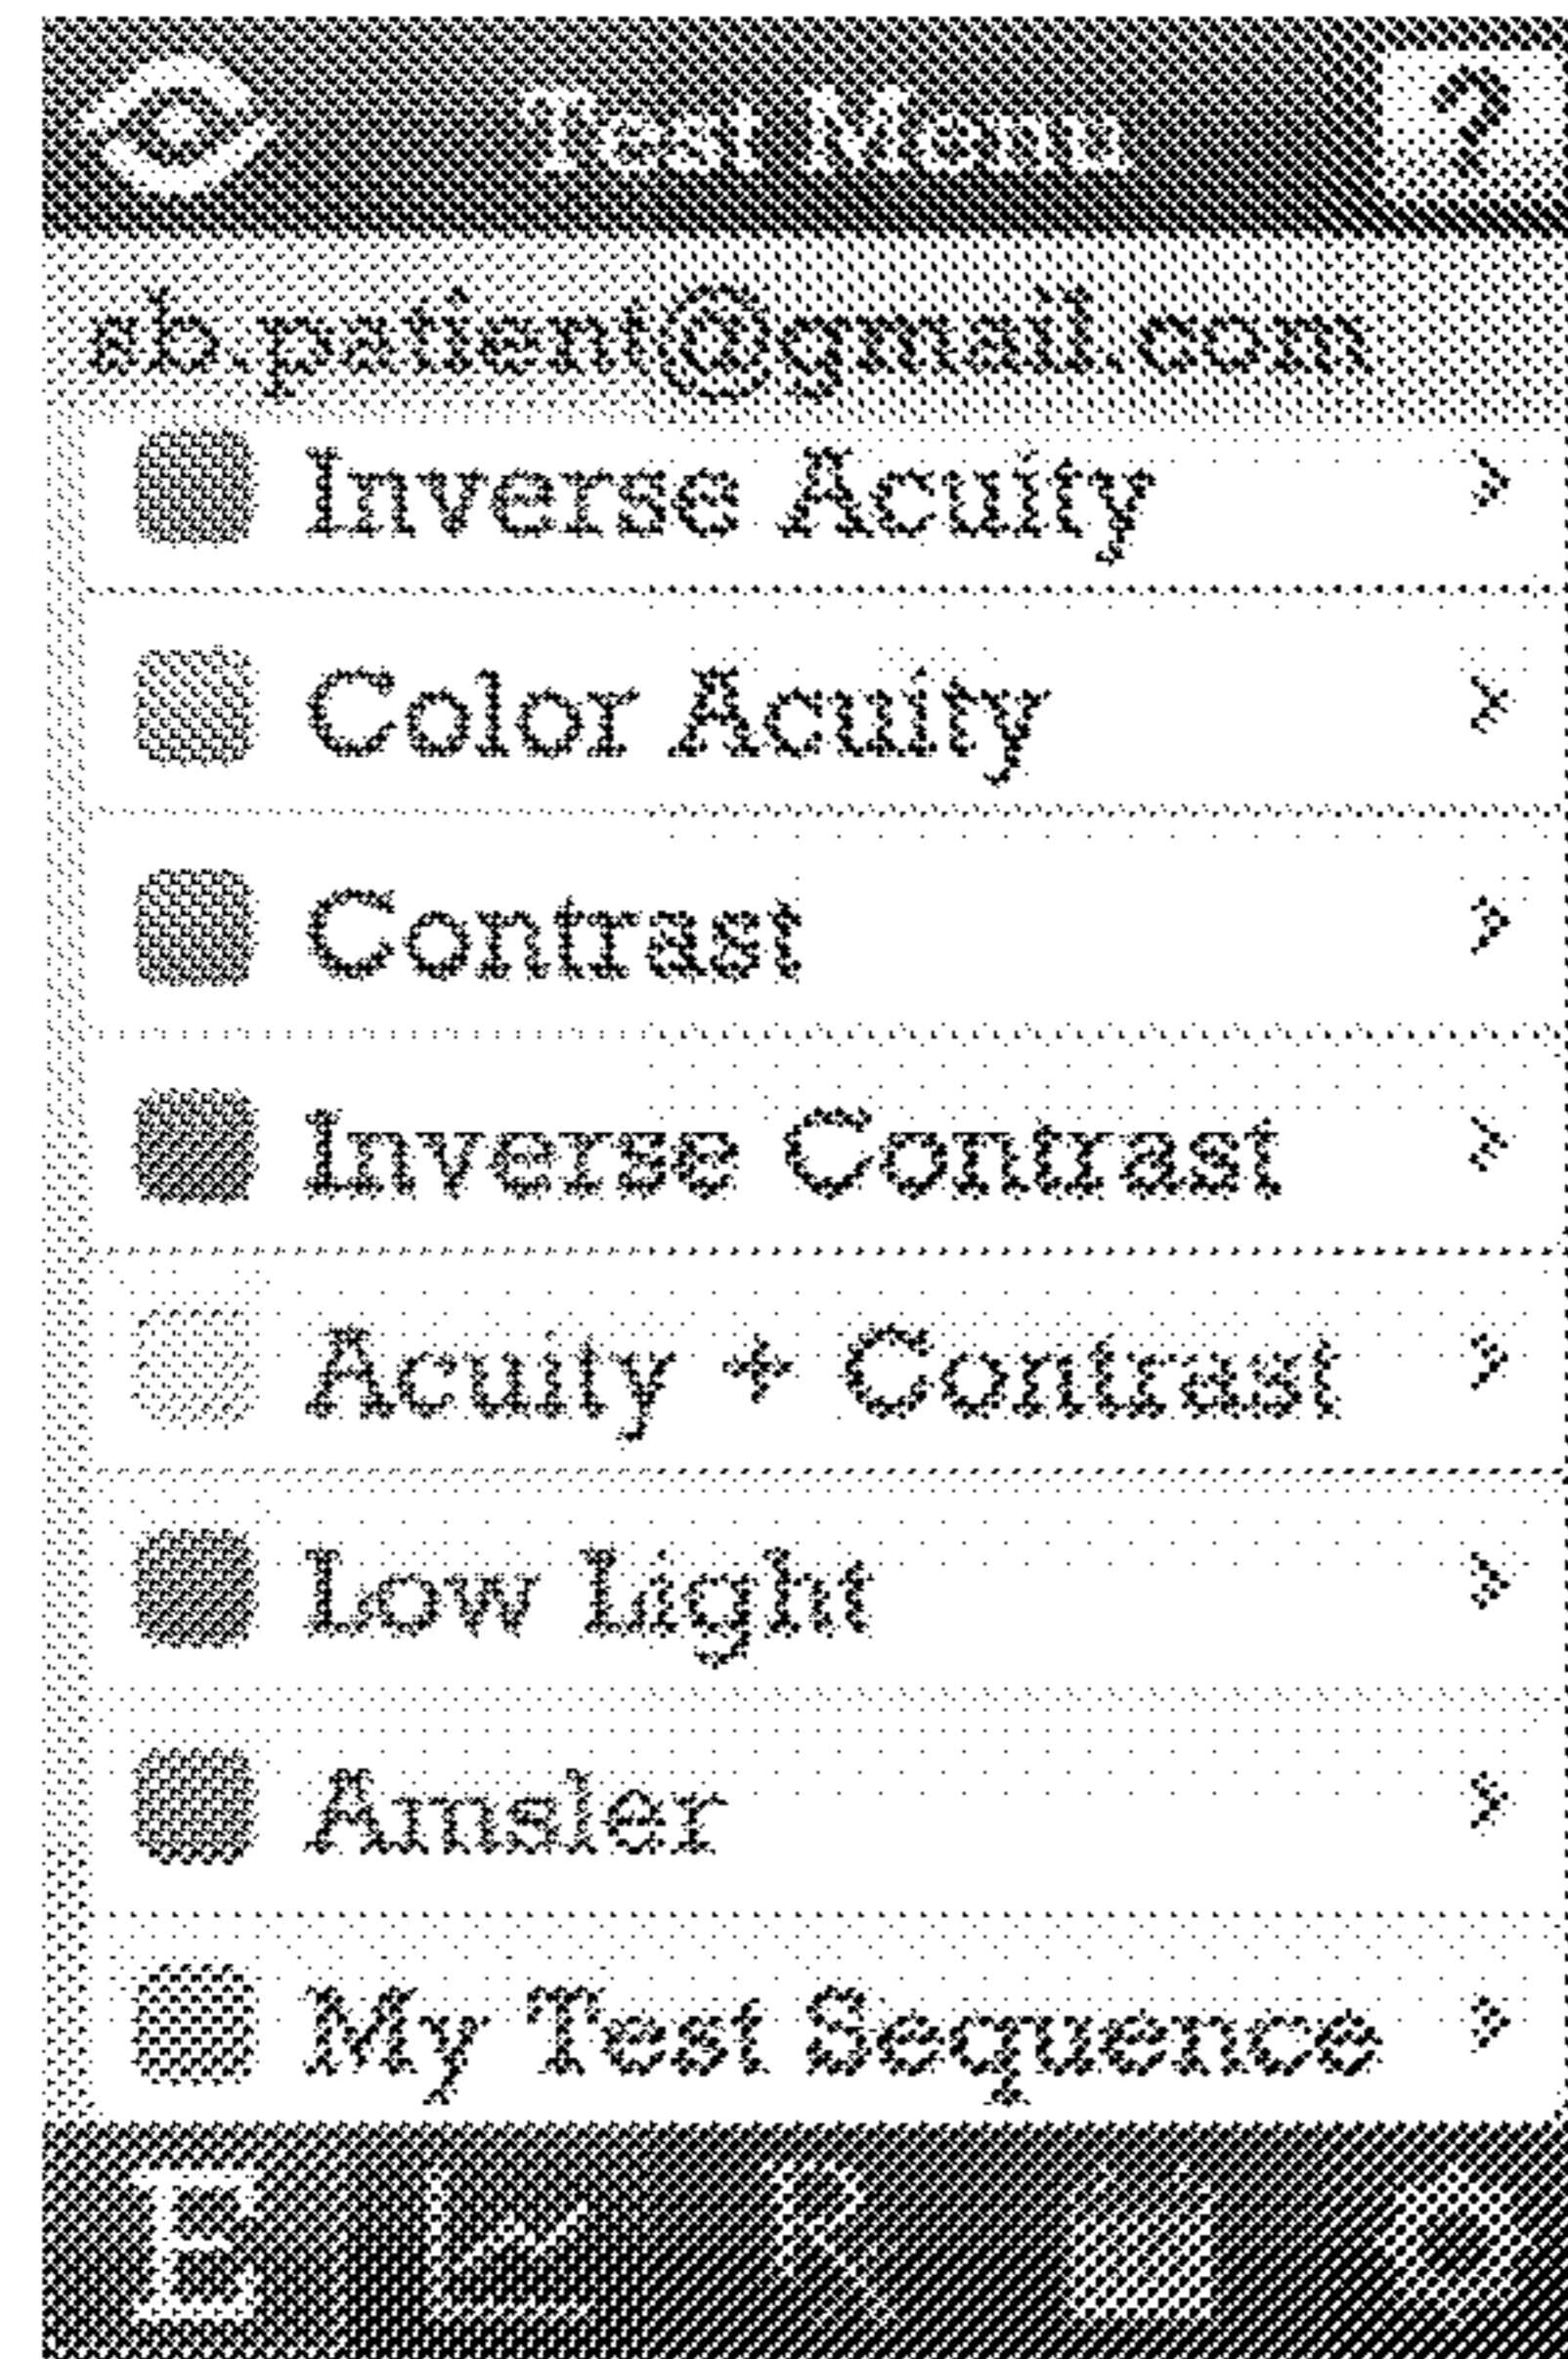 Test Menu ?
sb.patient@gmail.com
Inverse Acuity >
Color Acuity >
Contrast >
Inverse Contrast >
Acuity + Contrast >
Low Light >
Amsler >
My Test Sequence >
E R